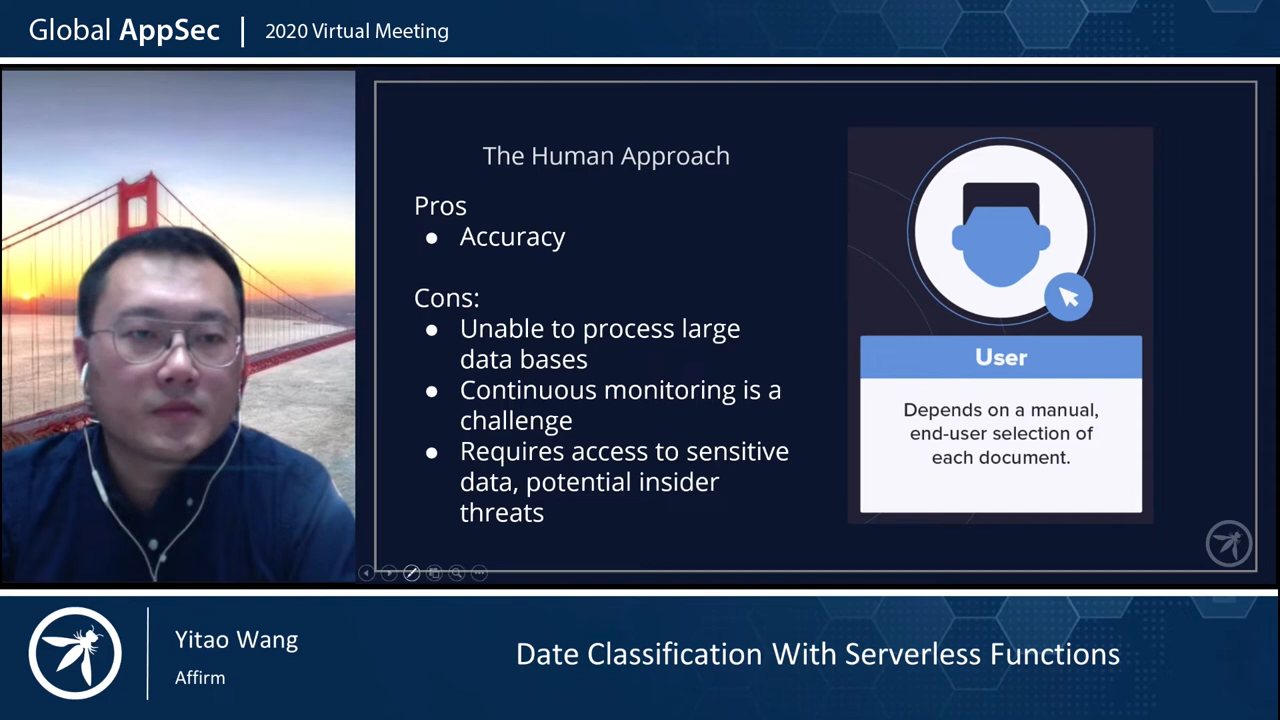 Global AppSec | 2020 Virtual Meeting
The Human Approach
Pros
● Accuracy
Cons:
● Unable to process large
data bases
● Continuous monitoring is a
challenge
● Requires access to sensitive
data, potential insider
threats
User
Depends on a manual,
end-user selection of
each document.
Yitao Wang
Affirm
Date Classification With Serverless Functions